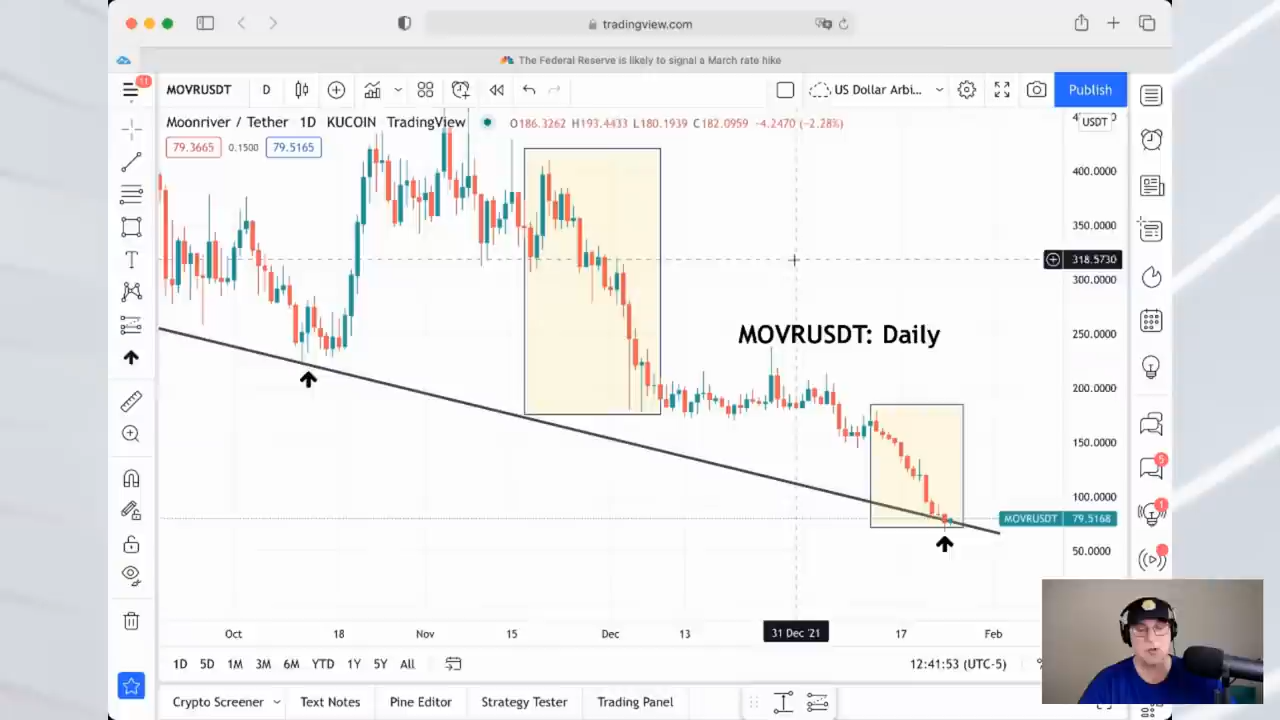 tradingview.com
The Federal Reserve is likely to signal a March rate hike
11
MOVRUSDT D US Dollar Arbi... Publish
Moonriver / Tether 1D KUCOIN TradingView O186.3262 H193.4433 L180.1939 C182.0959 -4.2470 (-2.28%)
USDT
79.3665 0.1500 79.5165
400.0000
350.0000
318.5730
300.0000
250.0000
MOVRUSDT: Daily
200.0000
150.0000
5
100.0000
1
MOVRUSDT 79.5168
50.0000
Oct 18 Nov 15 Dec 13 31 Dec '21 17 Feb
1D 5D 1M 3M 6M YTD 1Y 5Y All 12:41:53 (UTC-5)
Crypto Screener Text Notes Pine Editor Strategy Tester Trading Panel